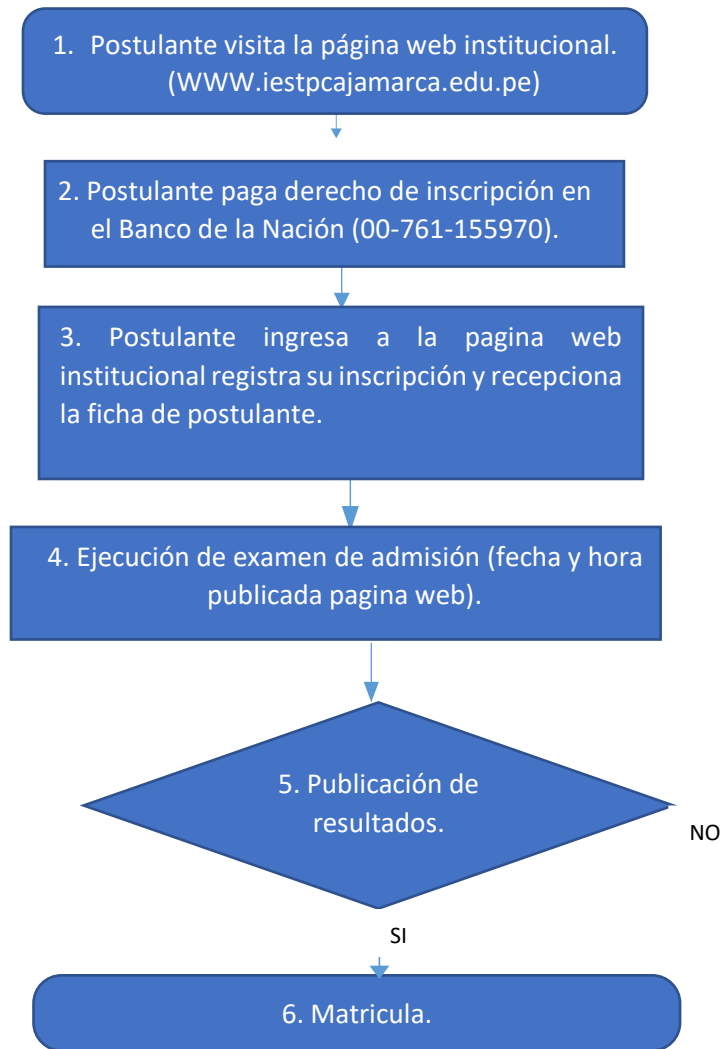 1. Postulante visita la página web institucional.
(WWW.iestpcajamarca.edu.pe)
2. Postulante paga derecho de inscripción en
el Banco de la Nación (00-761-155970).
3. Postulante ingresa a la pagina web
institucional registra su inscripción y recepciona
la ficha de postulante.
4. Ejecución de examen de admisión (fecha y hora
publicada pagina web).
5. Publicación de
resultados.
NO
SI
6. Matricula.